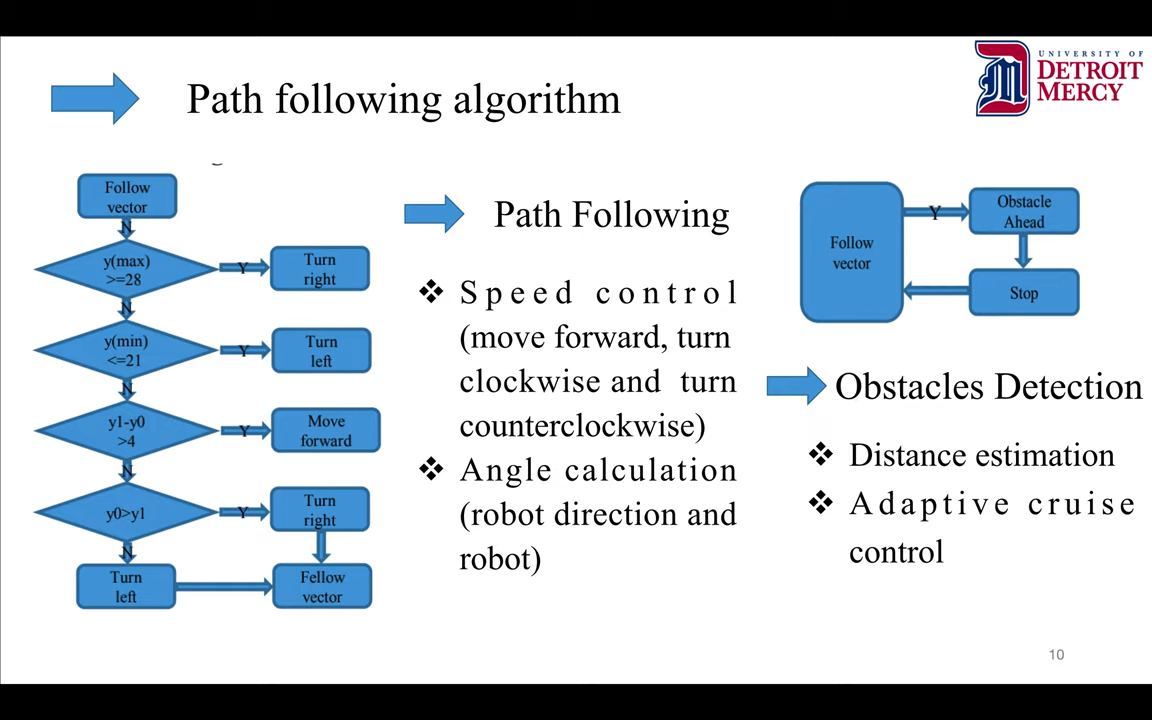 UNIVERSITY OF
DETROIT
MERCY
Path following algorithm
Follow
vector
N
y(max)
>=28
Y
Turn
right
N
y(min)
<=21
Y
Turn
left
N
y1-y0
>4
Y
Move
forward
N
y0>y1
Y
Turn
right
N
Turn
left
Fellow
vector
Path Following
❖ Speed control
(move forward, turn
clockwise and turn
counterclockwise)
❖ Angle calculation
(robot direction and
robot)
Follow
vector
Y
Obstacle
Ahead
Stop
Obstacles Detection
❖ Distance estimation
❖ Adaptive cruise
control
10